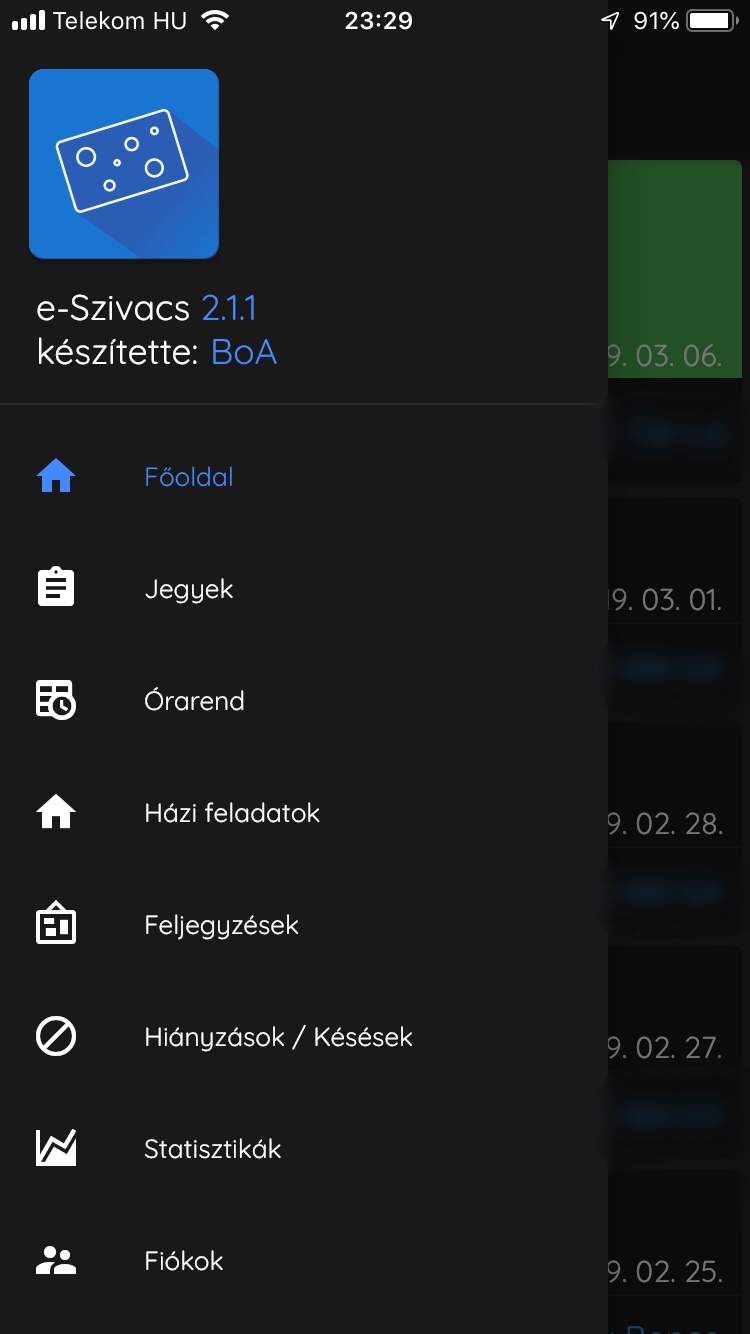 Telekom HU 23:29 91%
e-Szivacs 2.1.1
készítette: BoA
9. 03. 06.
Főoldal
Jegyek
19. 03. 01.
Órarend
Házi feladatok
9. 02. 28.
Feljegyzések
Hiányzások / Késések
9. 02. 27.
Statisztikák
Fiókok
9. 02. 25.